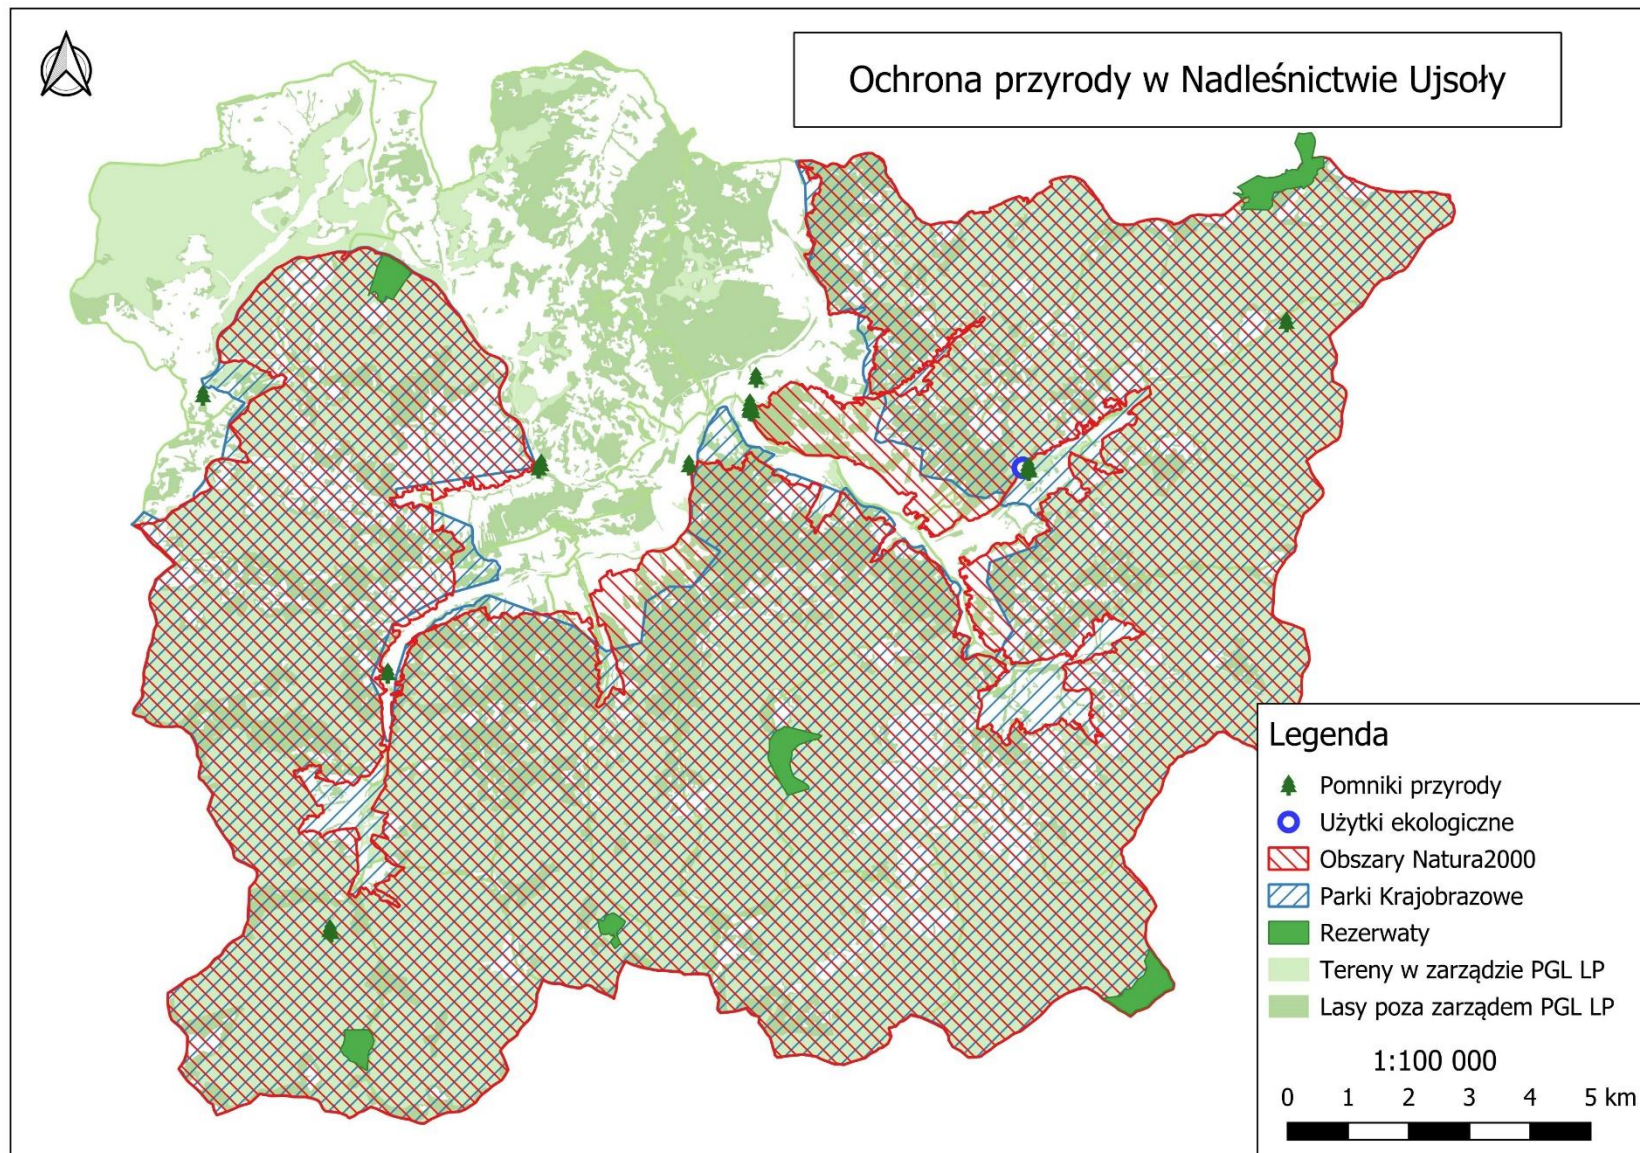 Ochrona przyrody w Nadleśnictwie Ujsoły
Legenda
Pomniki przyrody
Użytki ekologiczne
Obszary Natura2000
Parki Krajobrazowe
Rezerwaty
Tereny w zarządzie PGL LP
Lasy poza zarządem PGL LP
1:100 000
0 1 2 3 4 5 km